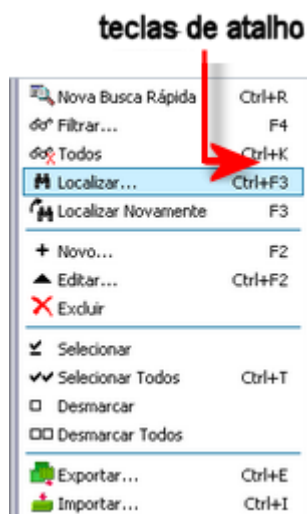 teclas de atalho
Nova Busca Rápida Ctrl+R
Filtrar... F4
Todos Ctrl+K
Localizar... Ctrl+F3
Localizar Novamente F3
Novo... F2
Editar... Ctrl+F2
Excluir
Selecionar
Selecionar Todos Ctrl+T
Desmarcar
Desmarcar Todos
Exportar... Ctrl+E
Importar... Ctrl+I